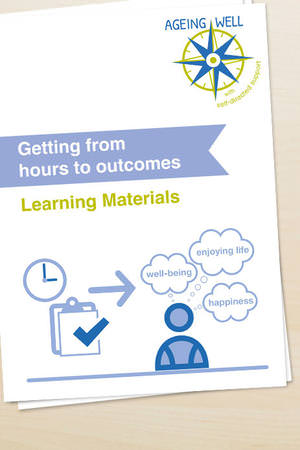 AGEING WELL
with
self-directed support
Getting from
hours to outcomes
Learning Materials
enjoying life
well-being
happiness